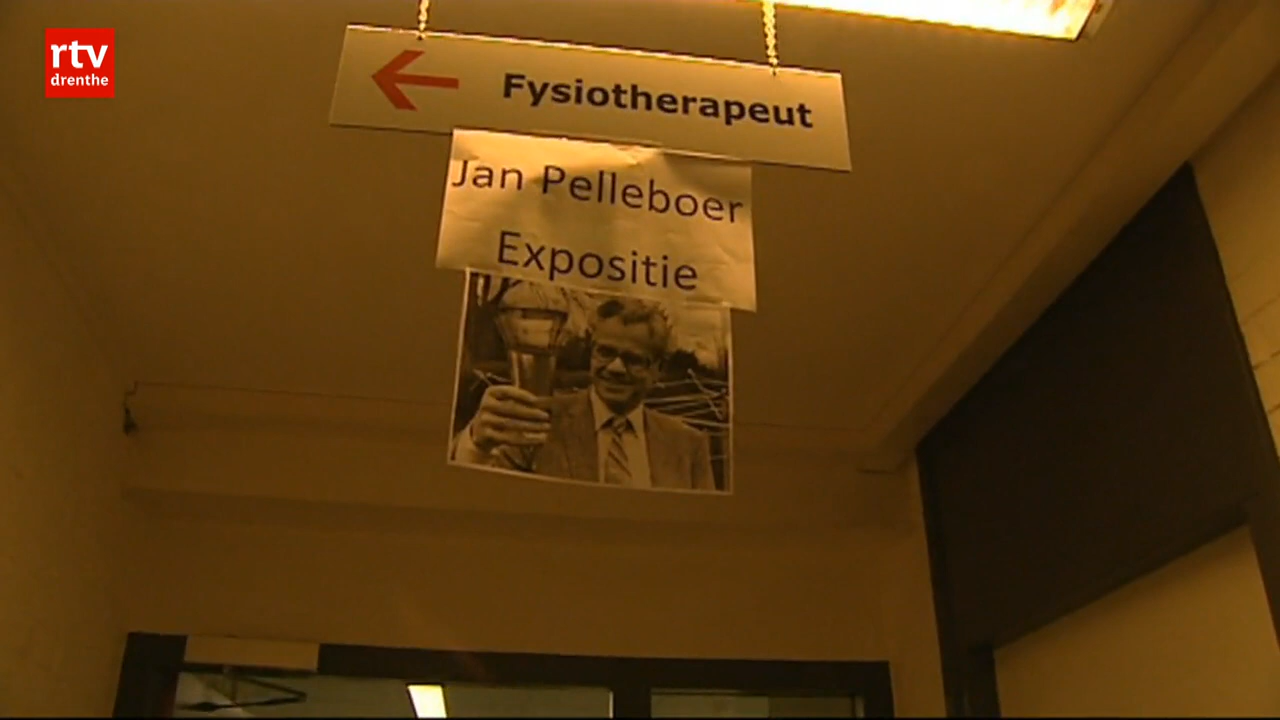 rtv
drenthe
Fysiotherapeut
Jan Pelleboer
Expositie